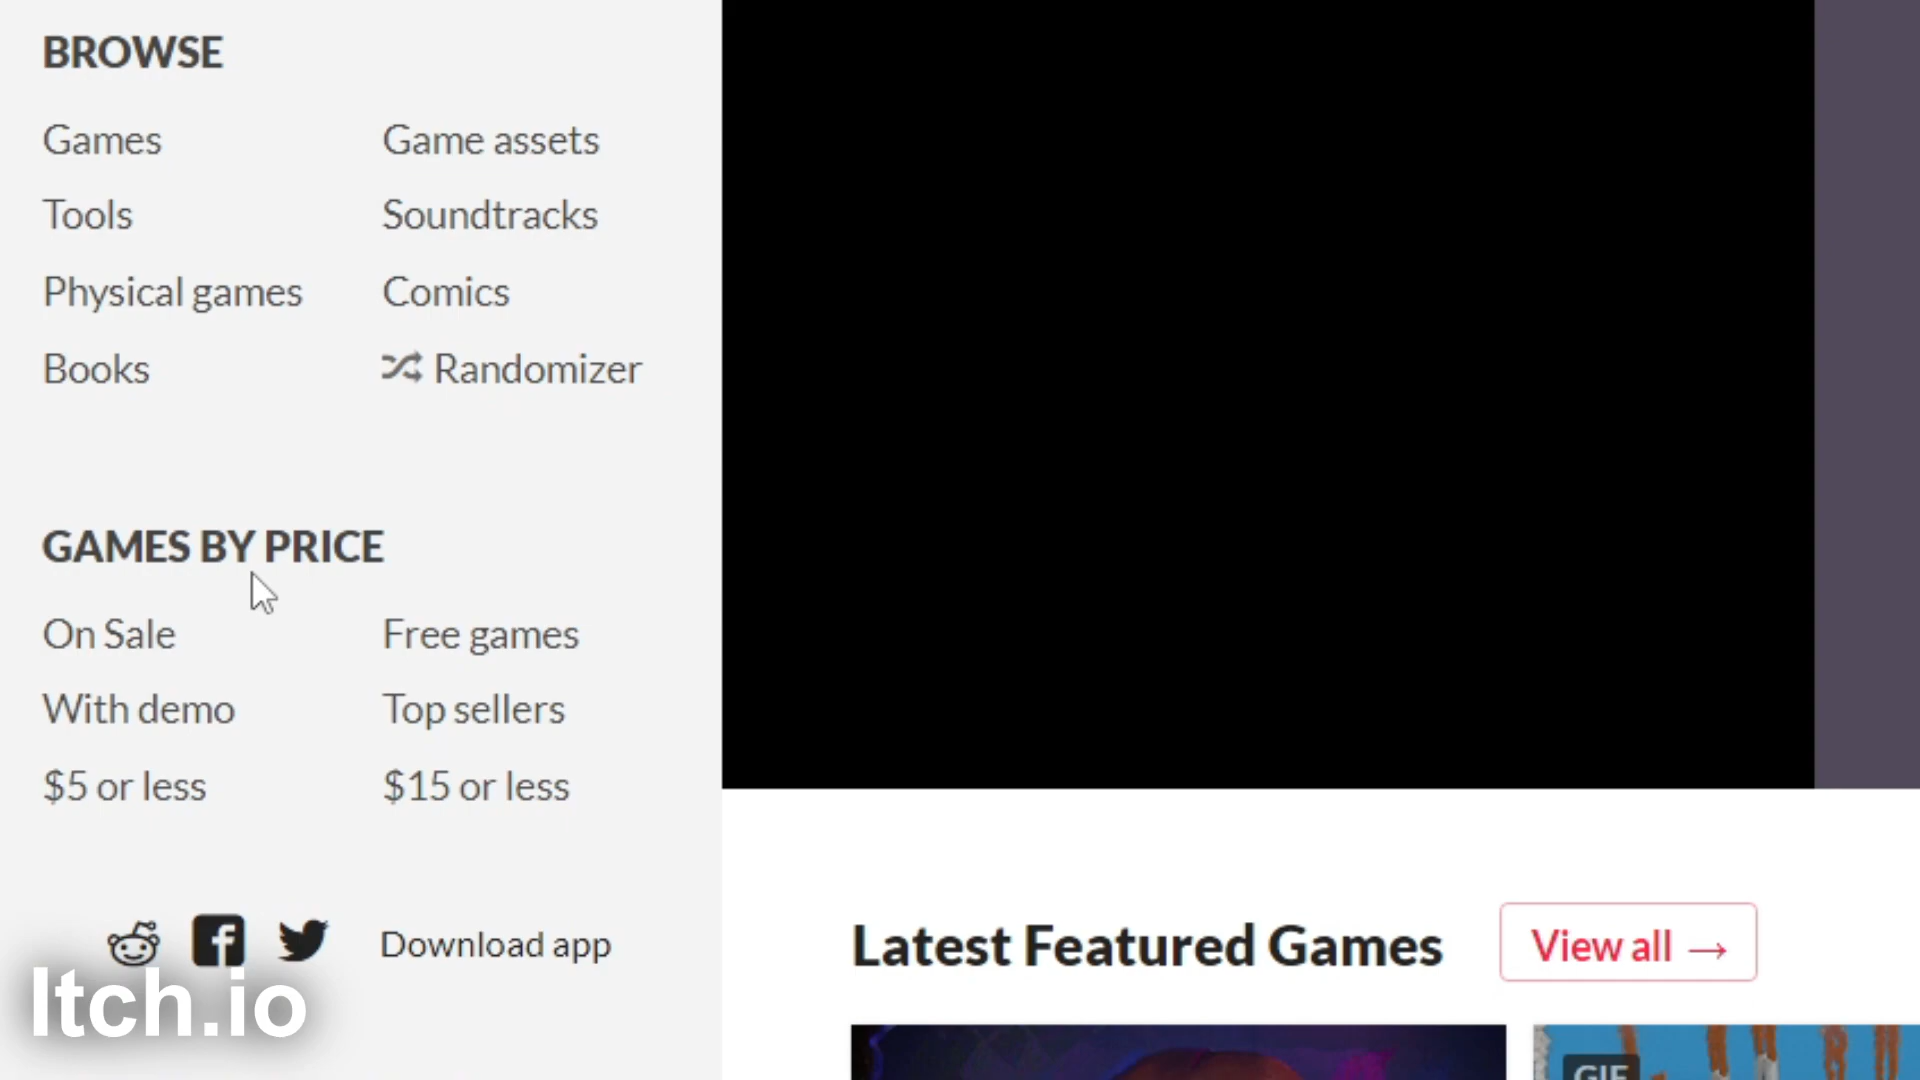 BROWSE
Games
Game assets
Tools
Soundtracks
Physical games
Comics
Books
Randomizer
GAMES BY PRICE
On Sale
Free games
With demo
Top sellers
$5 or less
$15 or less
Download app
Itch.io
Latest Featured Games
View all →
GIF